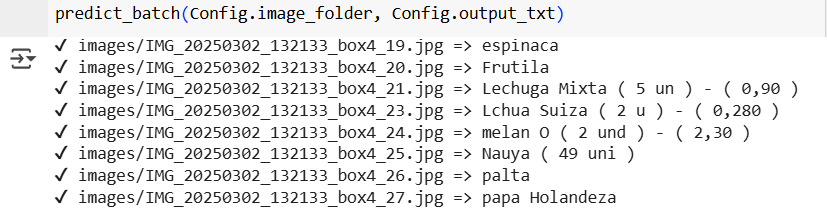 predict_batch(Config.image_folder, Config.output_txt)
✓ images/IMG_20250302_132133_box4_19.jpg => espinaca
✓ images/IMG_20250302_132133_box4_20.jpg => Frutila
✓ images/IMG_20250302_132133_box4_21.jpg => Lechuga Mixta ( 5 un ) - ( 0,90 )
✓ images/IMG_20250302_132133_box4_23.jpg => Lchua Suiza ( 2 u ) - ( 0,280 )
✓ images/IMG_20250302_132133_box4_24.jpg => melan O ( 2 und ) - ( 2,30 )
✓ images/IMG_20250302_132133_box4_25.jpg => Nauya ( 49 uni )
✓ images/IMG_20250302_132133_box4_26.jpg => palta
✓ images/IMG_20250302_132133_box4_27.jpg => papa Holandeza